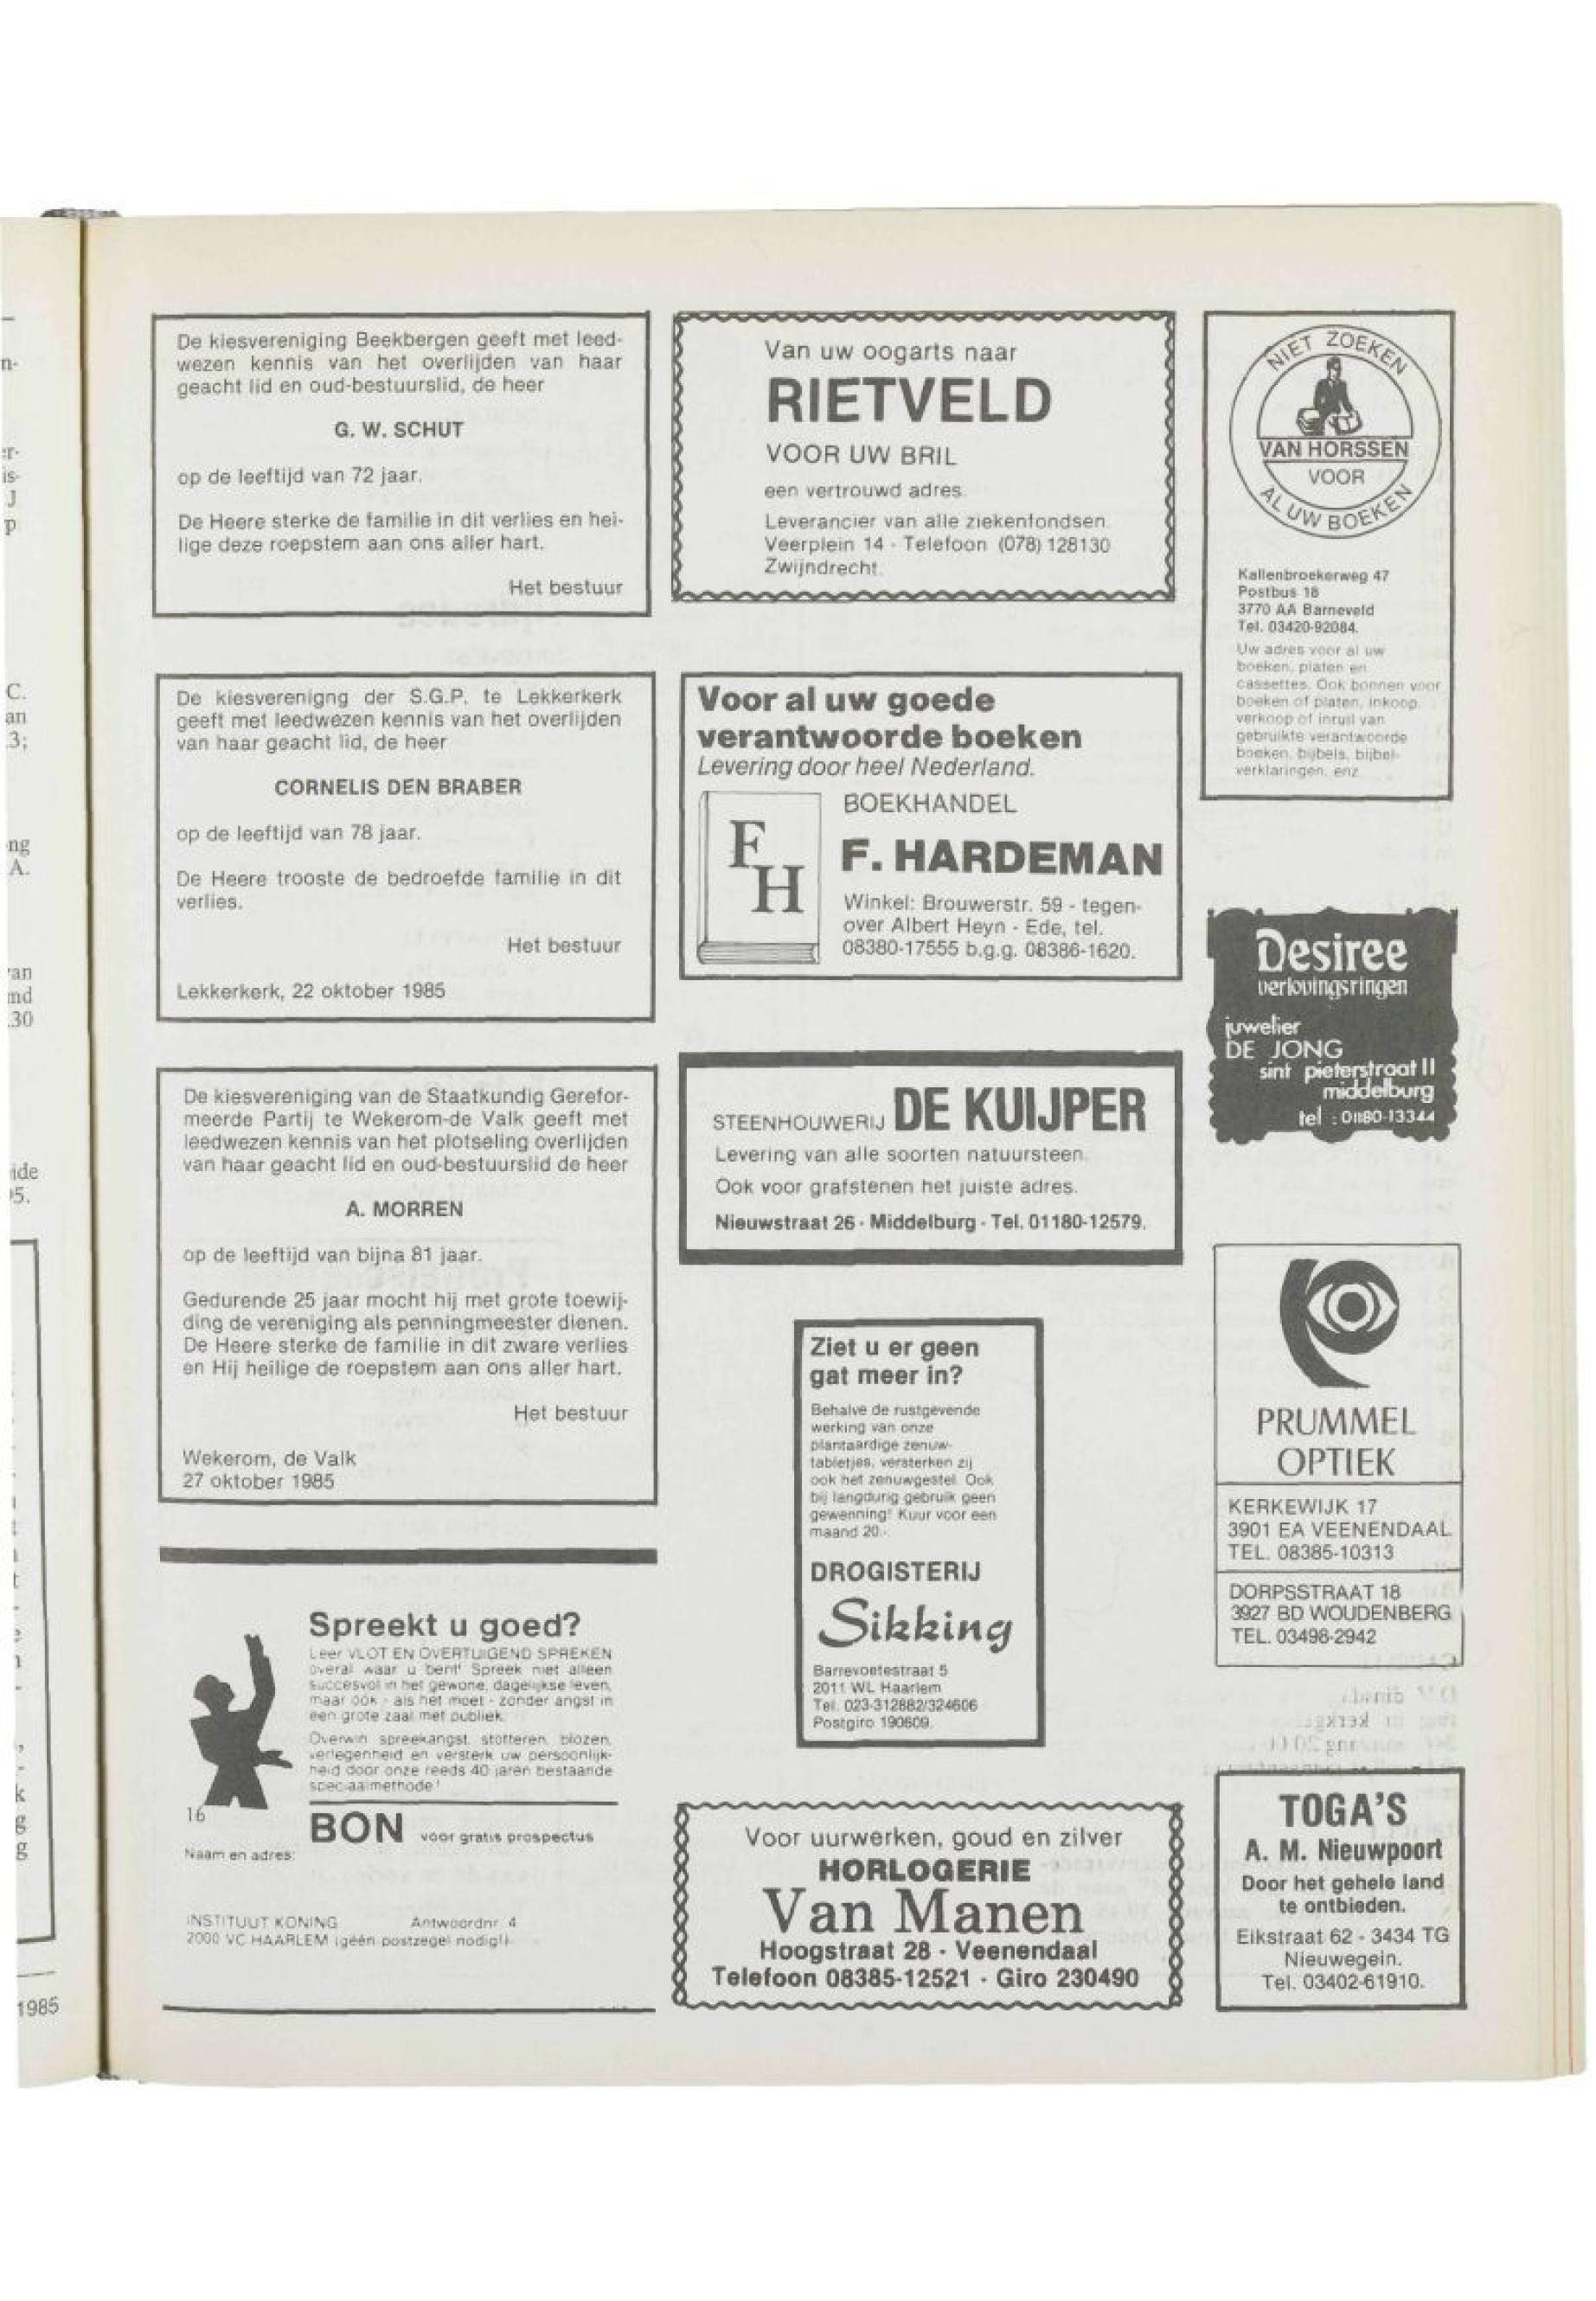 De kiesvereniging Beekbergen geeft met leed-
wezen kennis van het overlijden van haar
geacht lid en oud-bestuurslid, de heer
G. W. SCHUT
op de leeftijd van 72 jaar.
De Heere sterke de familie in dit verlies en hei-
lige deze roepstem aan ons aller hart.
Het bestuur
De kiesverenigng der S.G.P. te Lekkerkerk
geeft met leedwezen kennis van het overlijden
van haar geacht lid, de heer
CORNELIS DEN BRABER
op de leeftijd van 78 jaar.
De Heere trooste de bedroefde familie in dit
verlies.
Het bestuur
Lekkerkerk, 22 oktober 1985
De kiesvereniging van de Staatkundig Gerefor-
meerde Partij te Wekerom-de Valk geeft met
leedwezen kennis van het plotseling overlijden
van haar geacht lid en oud-bestuurslid de heer
A. MORREN
op de leeftijd van bijna 81 jaar.
Gedurende 25 jaar mocht hij met grote toewij-
ding de vereniging als penningmeester dienen.
De Heere sterke de familie in dit zware verlies
en Hij heilige de roepstem aan ons aller hart.
Het bestuur
Wekerom, de Valk
27 oktober 1985
Spreekt u goed?
Leer VLOT EN OVERTUIGEND SPREKEN
overal waar u bent! Spreek niet alleen
succesvol in het gewone, dagelijkse leven,
maar ook - als het moet - zonder angst in
een grote zaal met publiek.
Overwin spreekangst, stotteren, blozen,
verlegenheid en versterk uw persoonlijk-
heid door onze reeds 40 jaren bestaande
speciaalmethode!
16
BON voor gratis prospectus
Naam en adres:
INSTITUUT KONING Antwoordnr. 4
2000 VC HAARLEM (géén postzegel nodig!)
Van uw oogarts naar
RIETVELD
VOOR UW BRIL
een vertrouwd adres.
Leverancier van alle ziekenfondsen.
Veerplein 14 - Telefoon (078) 128130
Zwijndrecht.
Voor al uw goede
verantwoorde boeken
Levering door heel Nederland.
F
H
BOEKHANDEL
F. HARDEMAN
Winkel: Brouwerstr. 59 - tegen-
over Albert Heyn - Ede, tel.
08380-17555 b.g.g. 08386-1620.
STEENHOUWERIJ DE KUIJPER
Levering van alle soorten natuursteen.
Ook voor grafstenen het juiste adres.
Nieuwstraat 26 - Middelburg - Tel. 01180-12579.
Ziet u er geen
gat meer in?
Behalve de rustgevende
werking van onze
plantaardige zenuw-
tabletjes, versterken zij
ook het zenuwgestel. Ook
bij langdurig gebruik geen
gewenning! Kuur voor een
maand 20.-.
DROGISTERIJ
Sikking
Barrevoetestraat 5
2011 WL Haarlem
Tel. 023-312882/324606
Postgiro 190609.
Voor uurwerken, goud en zilver
HORLOGERIE
Van Manen
Hoogstraat 28 - Veenendaal
Telefoon 08385-12521 - Giro 230490
NIET ZOEKEN
VAN HORSSEN
VOOR
AL UW BOEKEN
Kallenbroekerweg 47
Postbus 18
3770 AA Barneveld
Tel. 03420-92084.
Uw adres voor al uw
boeken, platen en
cassettes. Ook bonnen voor
boeken of platen, inkoop,
verkoop of inruil van
gebruikte verantwoorde
boeken, bijbels, bijbel-
verklaringen, enz.
Desiree
verlovingsringen
juwelier
DE JONG
sint pieterstraat 11
middelburg
tel : 01180-13344
PRUMMEL
OPTIEK
KERKEWIJK 17
3901 EA VEENENDAAL
TEL. 08385-10313
DORPSSTRAAT 18
3927 BD WOUDENBERG
TEL. 03498-2942
TOGA'S
A. M. Nieuwpoort
Door het gehele land
te ontbieden.
Eikstraat 62 - 3434 TG
Nieuwegein.
Tel. 03402-61910.
1985